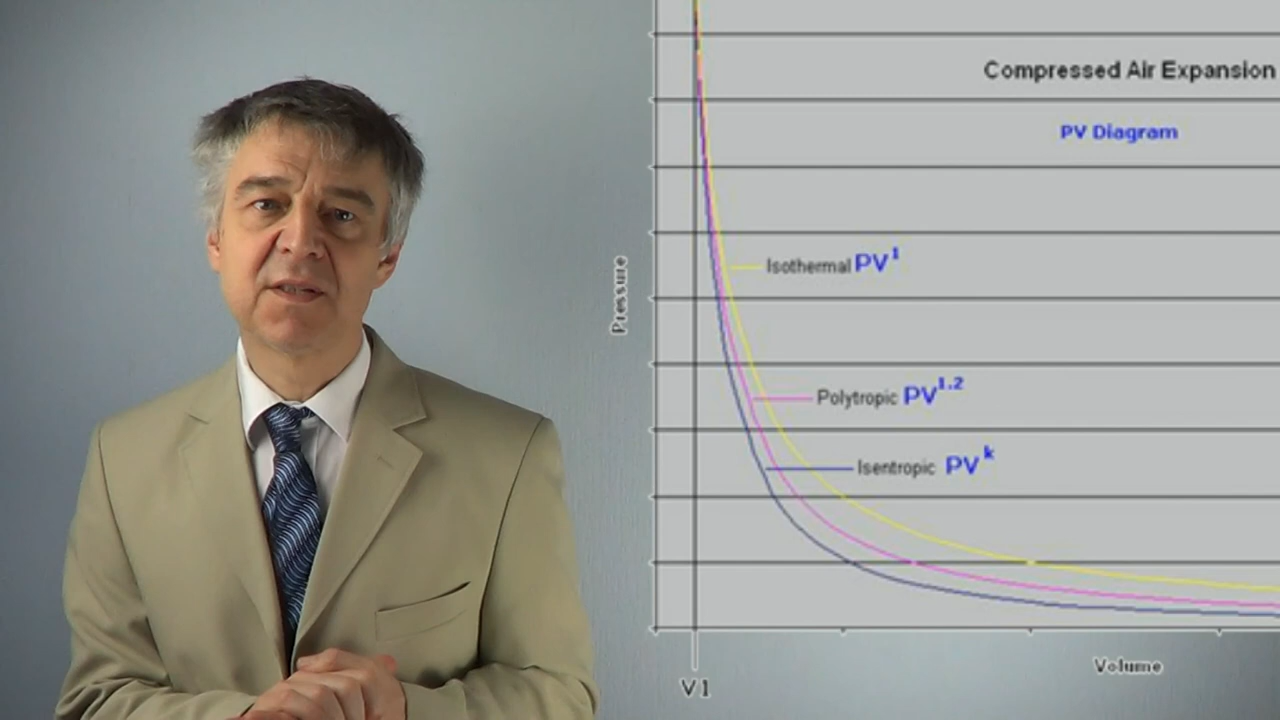 Compressed Air Expansion
PV Diagram
Isothermal PV¹
Pressure
Polytropic PV¹·²
Isentropic PVᵏ
Volume
V1